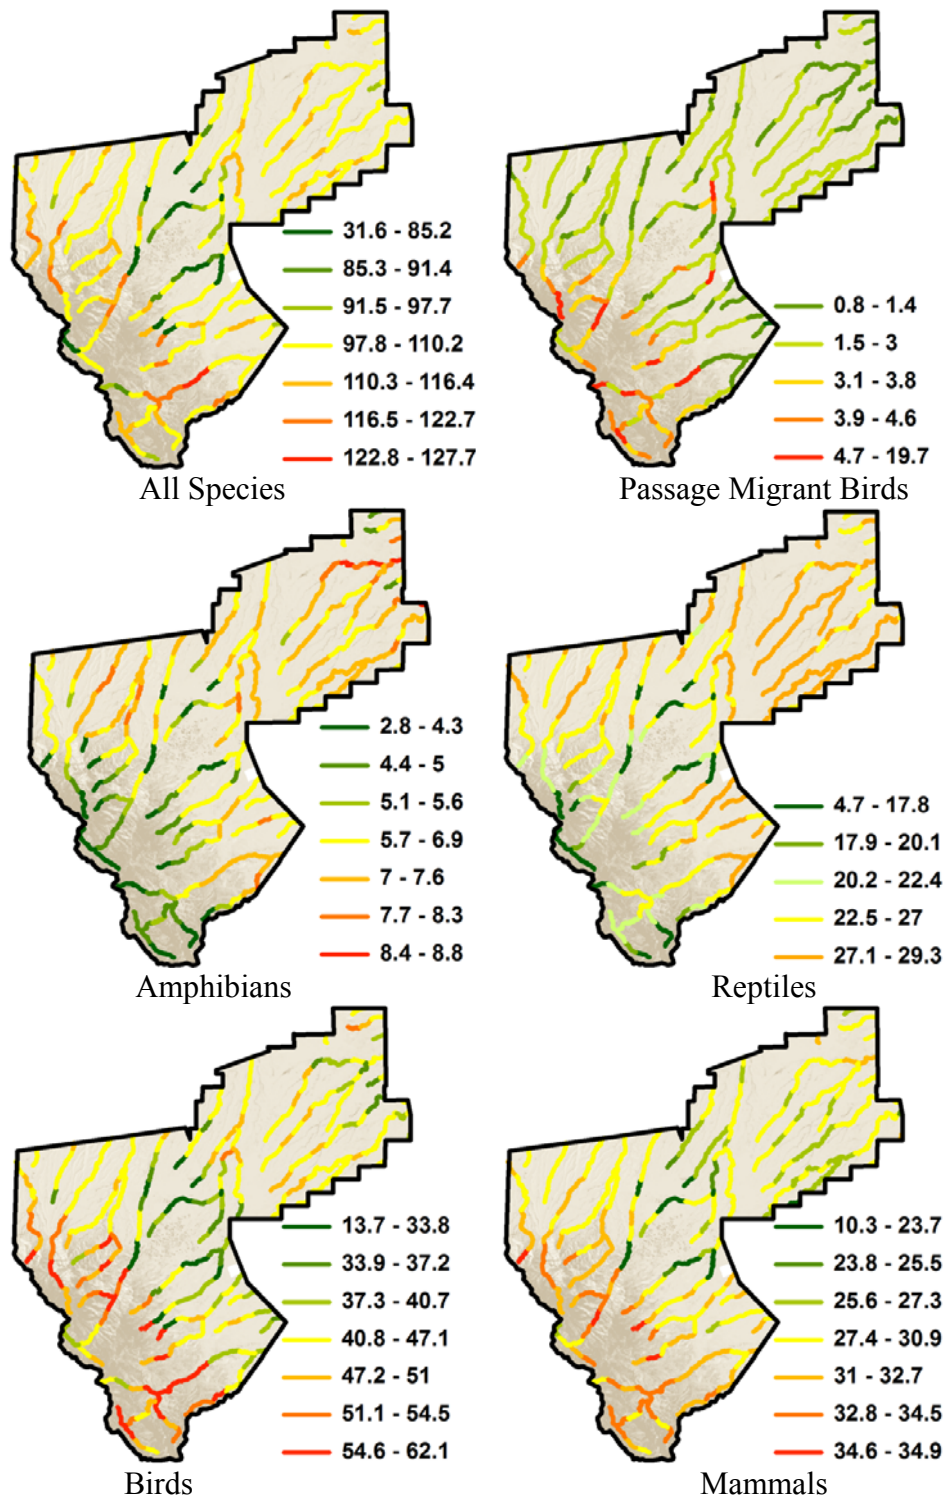 31.6 - 85.2
85.3 - 91.4
91.5 - 97.7
97.8 - 110.2
110.3 - 116.4
116.5 - 122.7
122.8 - 127.7
All Species
0.8 - 1.4
1.5 - 3
3.1 - 3.8
3.9 - 4.6
4.7 - 19.7
Passage Migrant Birds
2.8 - 4.3
4.4 - 5
5.1 - 5.6
5.7 - 6.9
7 - 7.6
7.7 - 8.3
8.4 - 8.8
Amphibians
4.7 - 17.8
17.9 - 20.1
20.2 - 22.4
22.5 - 27
27.1 - 29.3
Reptiles
13.7 - 33.8
33.9 - 37.2
37.3 - 40.7
40.8 - 47.1
47.2 - 51
51.1 - 54.5
54.6 - 62.1
Birds
10.3 - 23.7
23.8 - 25.5
25.6 - 27.3
27.4 - 30.9
31 - 32.7
32.8 - 34.5
34.6 - 34.9
Mammals